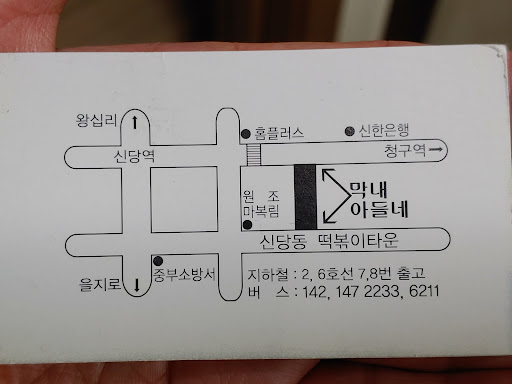 왕십리 ↑
홈플러스
신한은행
신당역
청구역 →
원 조
마복림
막내
아들네
신당동 떡볶이타운
을지로 ↓
중부소방서
지하철 : 2, 6호선 7,8번 출고
버 스 : 142, 147 2233, 6211